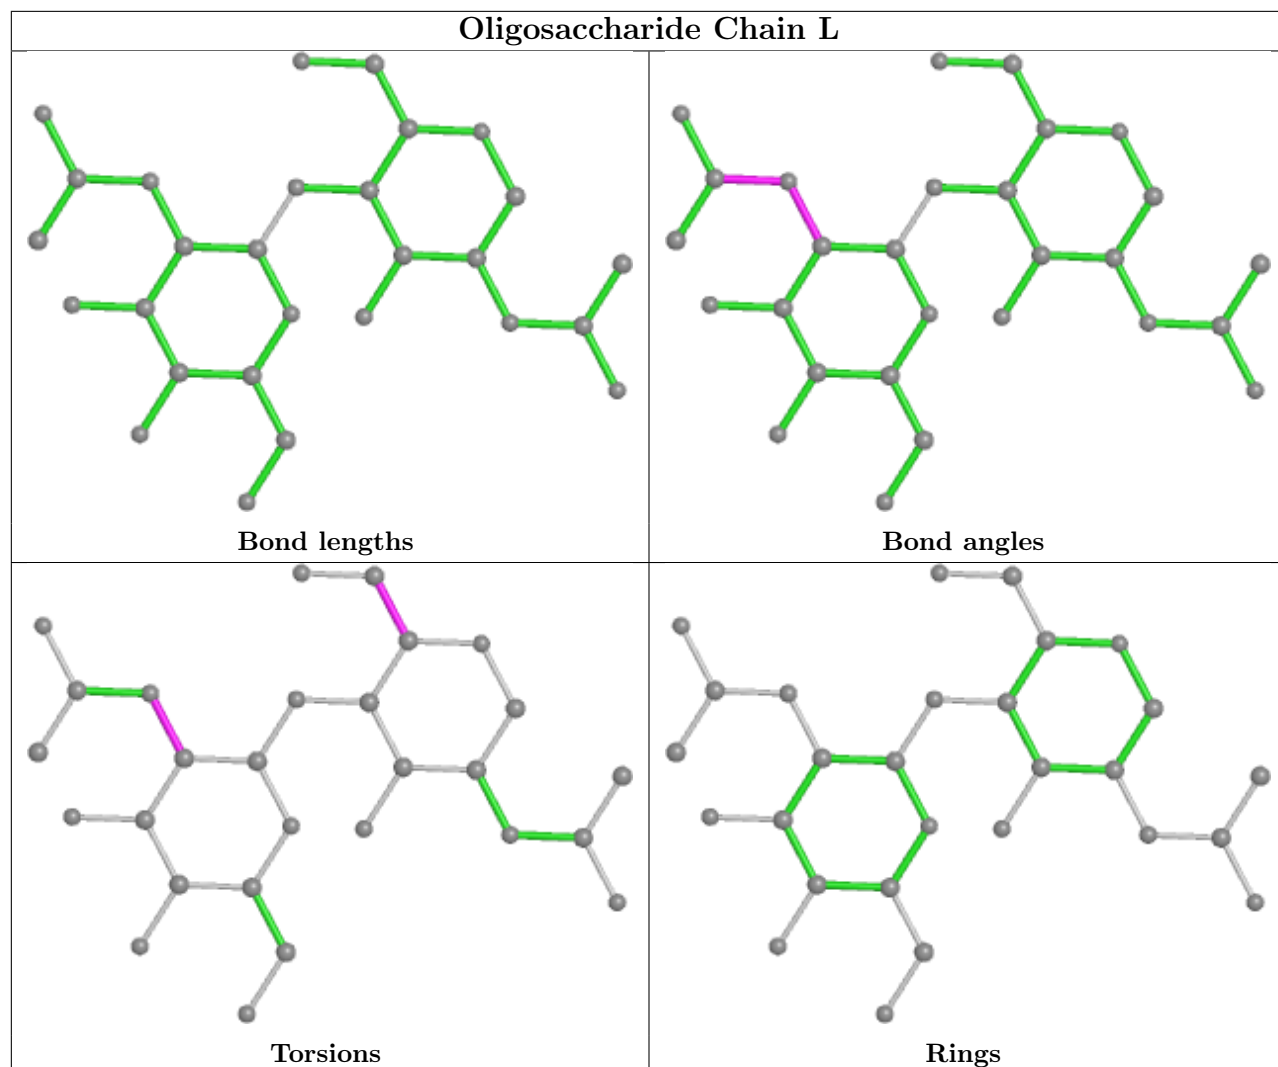 Oligosaccharide Chain L
Bond lengths
Bond angles
Torsions
Rings